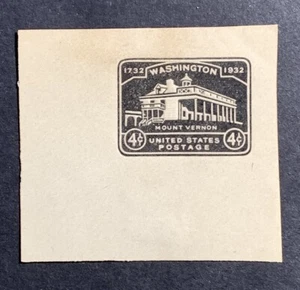 1732 WASHINGTON 1932
MOUNT VERNON
4¢ UNITED STATES 4¢
POSTAGE